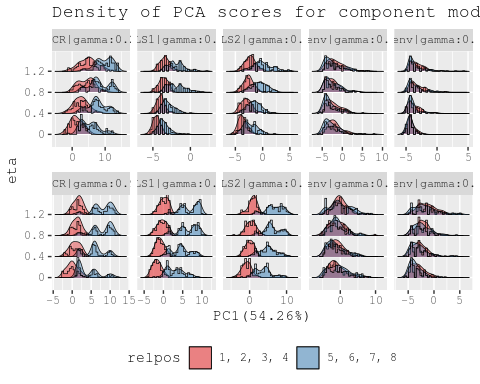 Density of PCA scores for component mod
CR|gamma:0. LS1|gamma:0. LS2|gamma:0. env|gamma:0. env|gamma:0.
1.2
0.8
0.4
0
0 5 10 -5 0 -5 0 5 -5 0 5 10 -5 0 5
CR|gamma:0. LS1|gamma:0. LS2|gamma:0. env|gamma:0. env|gamma:0.
1.2
0.8
0.4
0
-5 0 5 10 15 -5 0 5 10 0 10 0 10 -5 0 5
eta
PC1(54.26%)
relpos 1, 2, 3, 4 5, 6, 7, 8